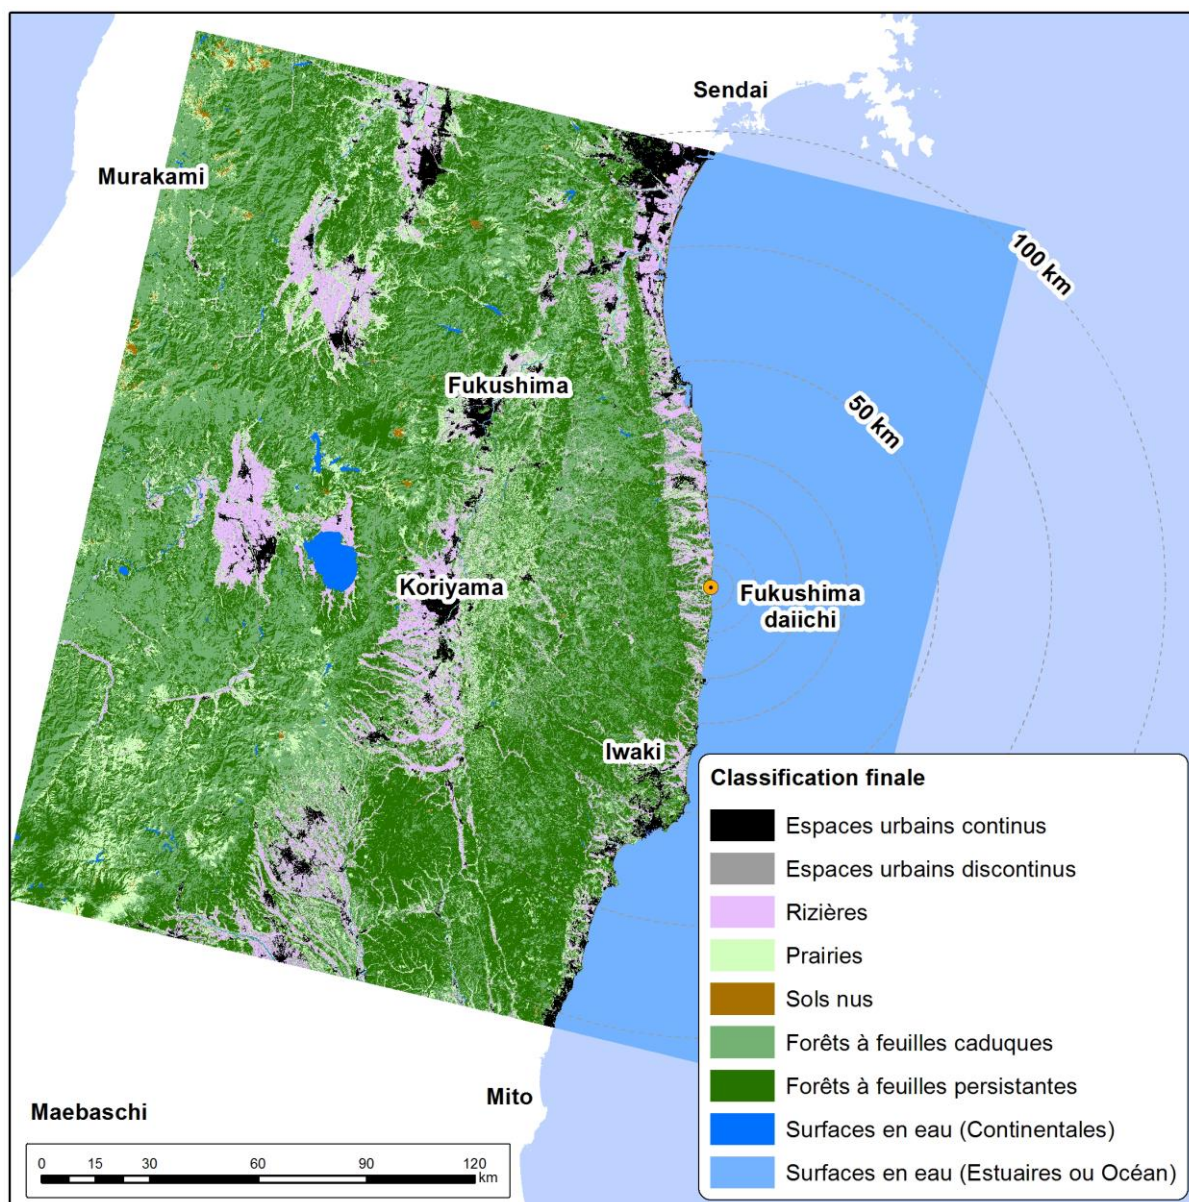 Sendai
Murakami
100 km
Fukushima
50 km
Koriyama
Fukushima
daiichi
Iwaki
Classification finale
Espaces urbains continus
Espaces urbains discontinus
Rizières
Prairies
Sols nus
Forêts à feuilles caduques
Forêts à feuilles persistantes
Surfaces en eau (Continentales)
Surfaces en eau (Estuaires ou Océan)
Mito
Maebaschi
0 15 30 60 90 120
km